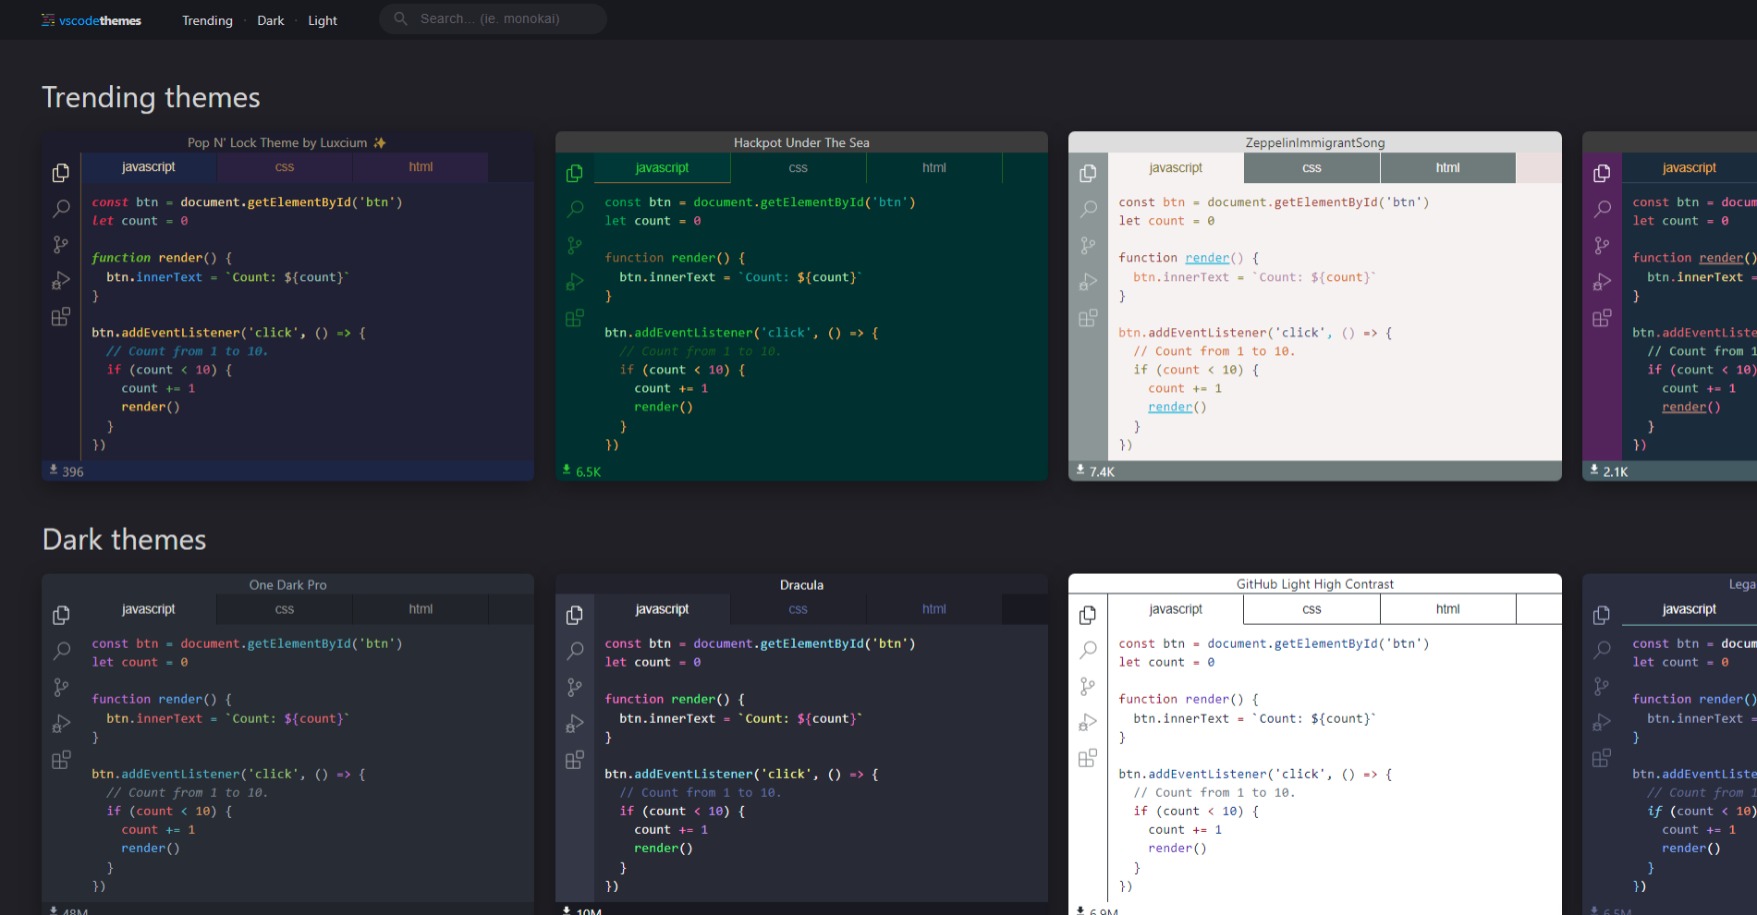 vscodethemes Trending · Dark · Light Search... (ie. monokai)
Trending themes
Pop N' Lock Theme by Luxcium ✨
javascript css html
const btn = document.getElementById('btn')
let count = 0
function render() {
btn.innerText = `Count: ${count}`
}
btn.addEventListener('click', () => {
// Count from 1 to 10.
if (count < 10) {
count += 1
render()
}
})
396
Hackpot Under The Sea
javascript css html
const btn = document.getElementById('btn')
let count = 0
function render() {
btn.innerText = `Count: ${count}`
}
btn.addEventListener('click', () => {
// Count from 1 to 10.
if (count < 10) {
count += 1
render()
}
})
6.5K
ZeppelinImmigrantSong
javascript css html
const btn = document.getElementById('btn')
let count = 0
function render() {
btn.innerText = `Count: ${count}`
}
btn.addEventListener('click', () => {
// Count from 1 to 10.
if (count < 10) {
count += 1
render()
}
})
7.4K
javascript
const btn = docum
let count = 0
function render()
btn.innerText =
}
btn.addEventListe
// Count from 1
if (count < 10)
count += 1
render()
}
})
2.1K
Dark themes
One Dark Pro
javascript css html
const btn = document.getElementById('btn')
let count = 0
function render() {
btn.innerText = `Count: ${count}`
}
btn.addEventListener('click', () => {
// Count from 1 to 10.
if (count < 10) {
count += 1
render()
}
})
48M
Dracula
javascript css html
const btn = document.getElementById('btn')
let count = 0
function render() {
btn.innerText = `Count: ${count}`
}
btn.addEventListener('click', () => {
// Count from 1 to 10.
if (count < 10) {
count += 1
render()
}
})
10M
GitHub Light High Contrast
javascript css html
const btn = document.getElementById('btn')
let count = 0
function render() {
btn.innerText = `Count: ${count}`
}
btn.addEventListener('click', () => {
// Count from 1 to 10.
if (count < 10) {
count += 1
render()
}
})
6.9M
Lega
javascript
const btn = docum
let count = 0
function render()
btn.innerText =
}
btn.addEventListe
// Count from 1
if (count < 10)
count += 1
render()
}
})
6.5M